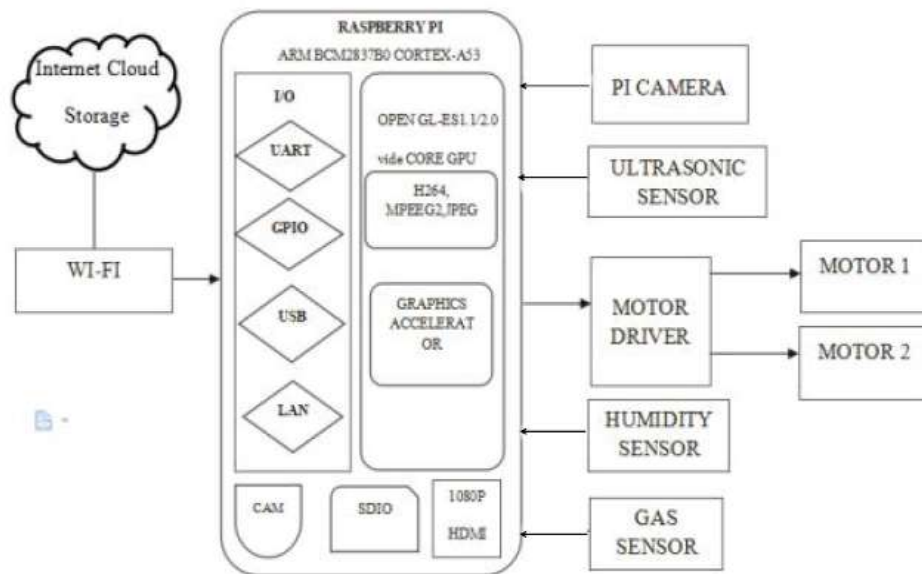 RASPBERRY PI
ARM BCM2837B0 CORTEX-A53
Internet Cloud
Storage
WI-FI
I/O
UART
GPIO
USB
LAN
OPEN GL-ES1.1/2.0
vide CORE GPU
H264,
MPEEG2,JPEG
GRAPHICS
ACCELERAT
OR
CAM
SDIO
1080P
HDMI
PI CAMERA
ULTRASONIC
SENSOR
MOTOR
DRIVER
MOTOR 1
MOTOR 2
HUMIDITY
SENSOR
GAS
SENSOR